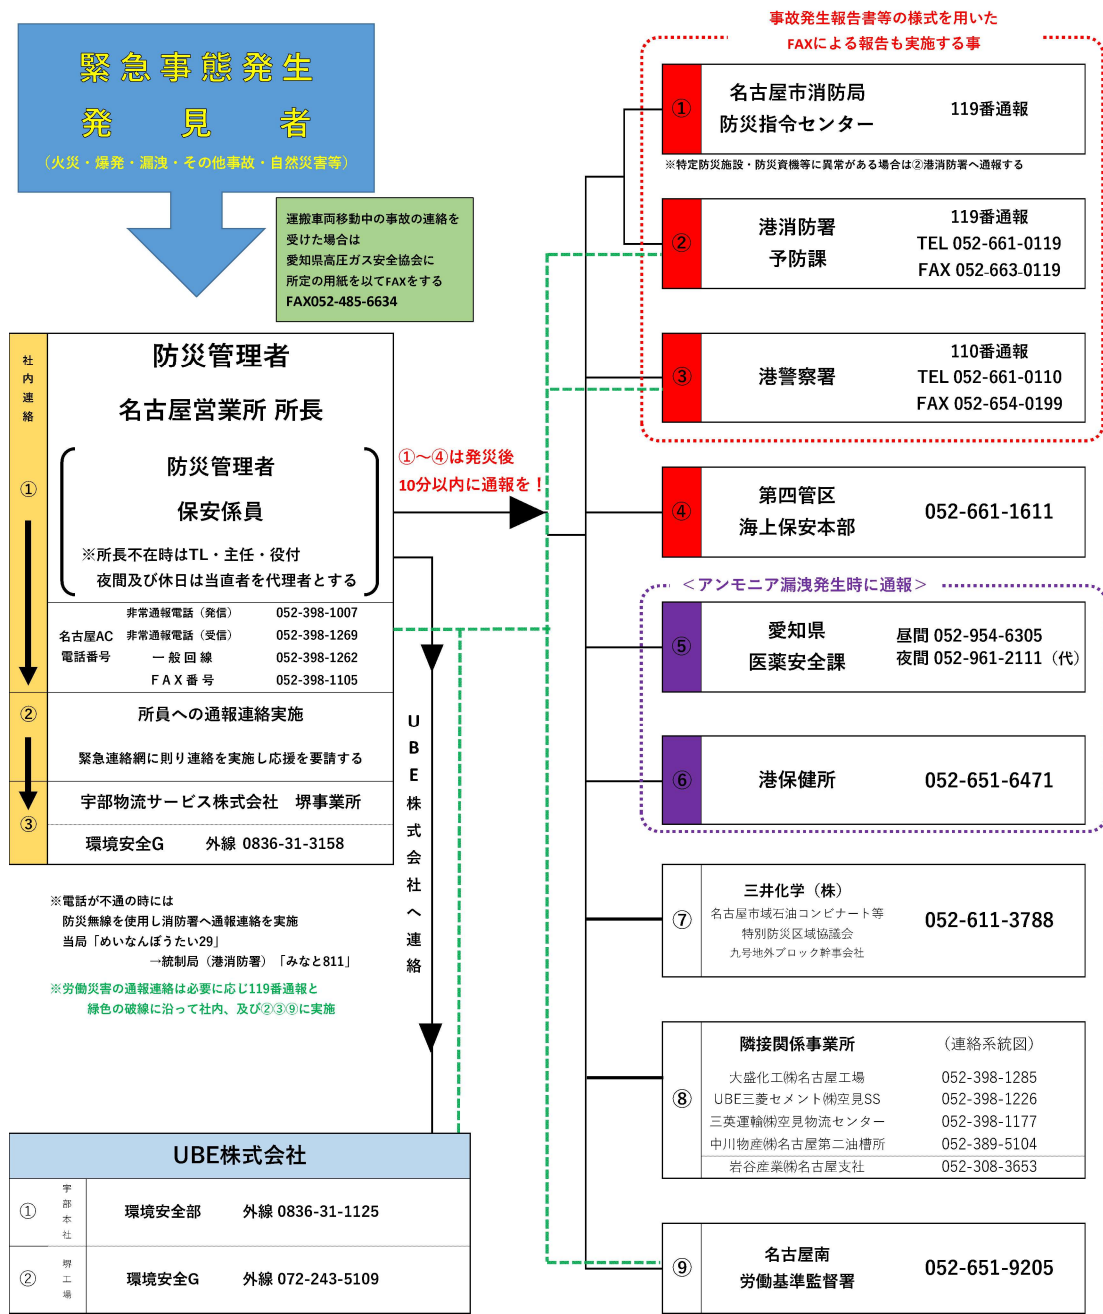 緊急事態発生
発見者
（火災・爆発・漏洩・その他事故・自然災害等）
運搬車両移動中の事故の連絡を
受けた場合は
愛知県高圧ガス安全協会に
所定の用紙を以てFAXをする
FAX052-485-6634
社内連絡
①
防災管理者
名古屋営業所 所長
防災管理者
保安係員
※所長不在時はTL・主任・役付
夜間及び休日は当直者を代理者とする
名古屋AC
電話番号
非常通報電話（発信） 052-398-1007
非常通報電話（受信） 052-398-1269
一般回線 052-398-1262
ＦＡＸ番号 052-398-1105
②
所員への通報連絡実施
緊急連絡網に則り連絡を実施し応援を要請する
③
宇部物流サービス株式会社　堺事業所
環境安全G 外線 0836-31-3158
※電話が不通の時には
防災無線を使用し消防署へ通報連絡を実施
当局「めいなんぼうたい29」
→統制局（港消防署）「みなと811」
※労働災害の通報連絡は必要に応じ119番通報と
緑色の破線に沿って社内、及び②③⑨に実施
①～④は発災後
10分以内に通報を！
UBE株式会社へ連絡
UBE株式会社
① 宇部本社 環境安全部 外線 0836-31-1125
② 堺工場 環境安全G 外線 072-243-5109
事故発生報告書等の様式を用いた
FAXによる報告も実施する事
①
名古屋市消防局
防災指令センター
119番通報
※特定防災施設・防災資機等に異常がある場合は②港消防署へ通報する
②
港消防署
予防課
119番通報
TEL 052-661-0119
FAX 052-663-0119
③
港警察署
110番通報
TEL 052-661-0110
FAX 052-654-0199
④
第四管区
海上保安本部
052-661-1611
＜アンモニア漏洩発生時に通報＞
⑤
愛知県
医薬安全課
昼間 052-954-6305
夜間 052-961-2111（代）
⑥
港保健所
052-651-6471
⑦
三井化学（株）
名古屋市域石油コンビナート等
特別防災区域協議会
九号地外ブロック幹事会社
052-611-3788
⑧
隣接関係事業所 （連絡系統図）
大盛化工㈱名古屋工場 052-398-1285
UBE三菱セメント㈱空見SS 052-398-1226
三英運輸㈱空見物流センター 052-398-1177
中川物産㈱名古屋第二油槽所 052-389-5104
岩谷産業㈱名古屋支社 052-308-3653
⑨
名古屋南
労働基準監督署
052-651-9205